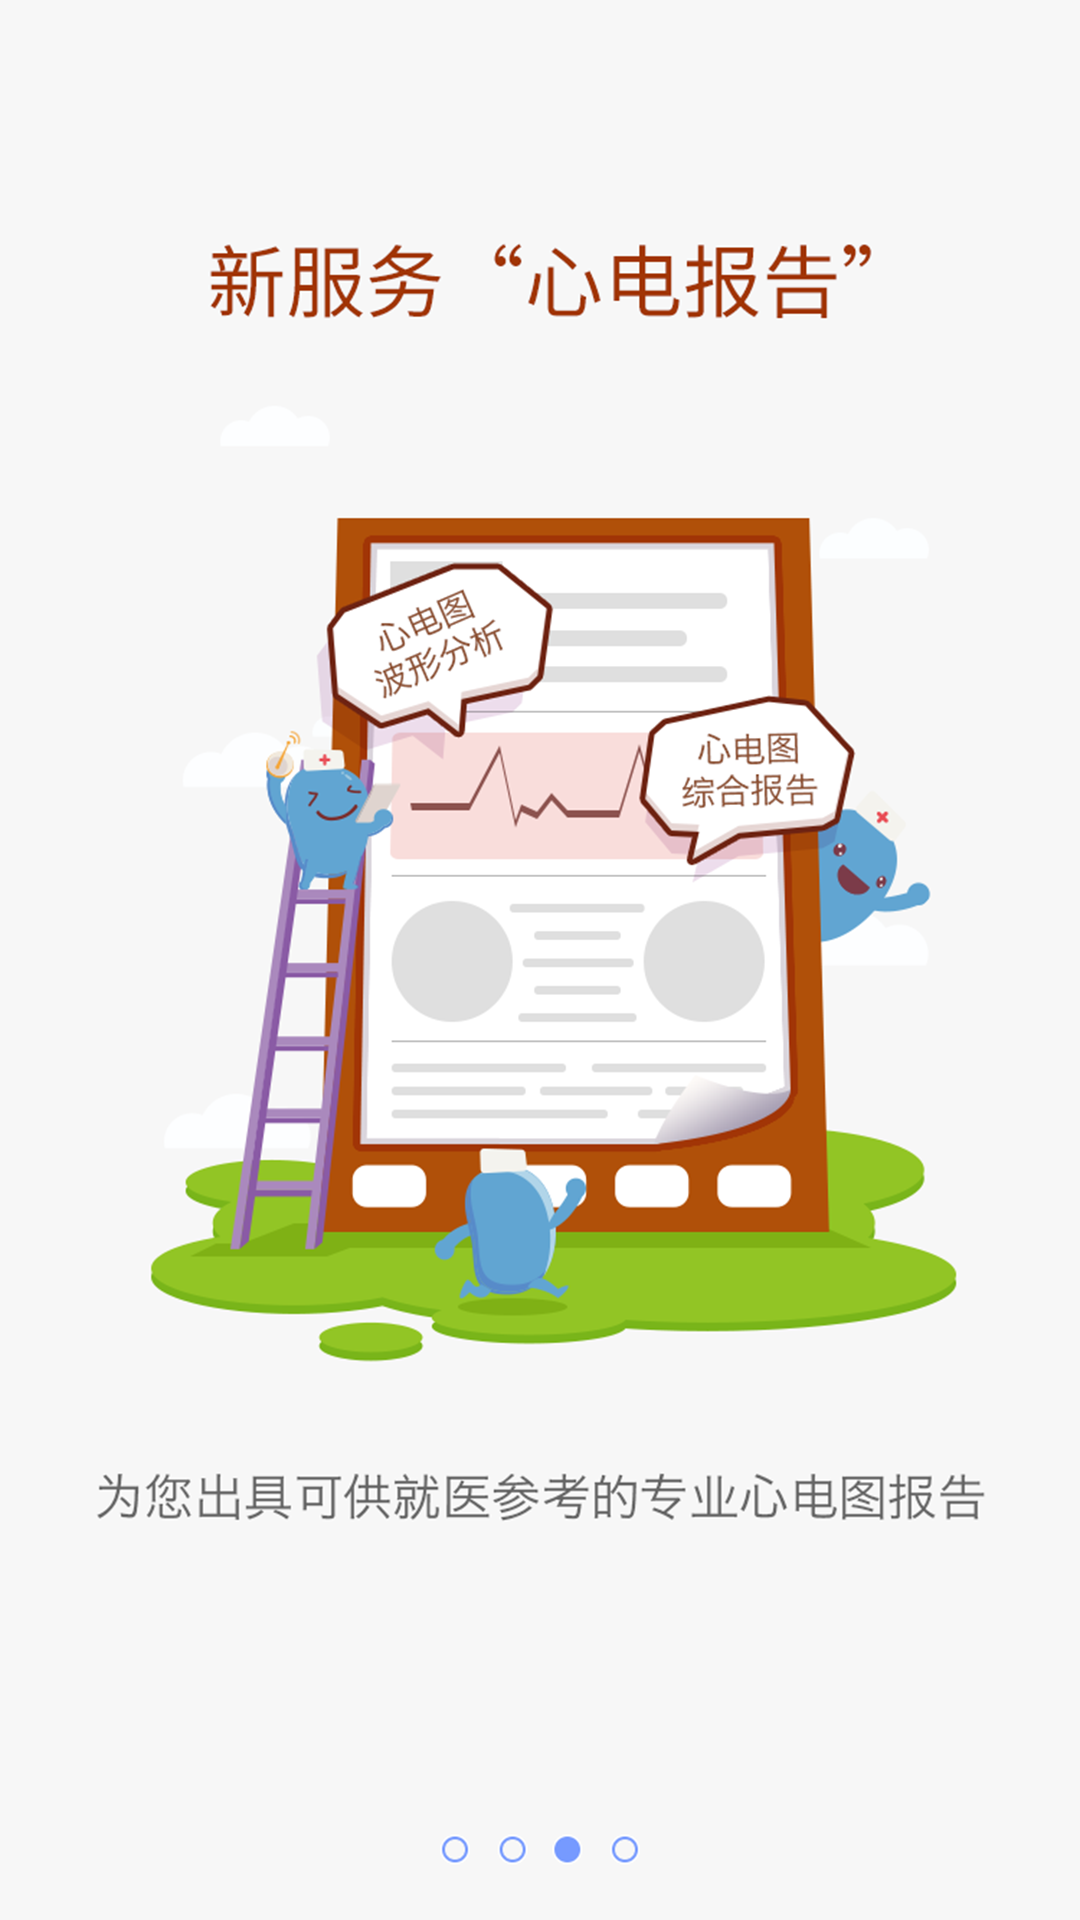 新服务“心电报告”
心电图
波形分析
心电图
综合报告
为您出具可供就医参考的专业心电图报告